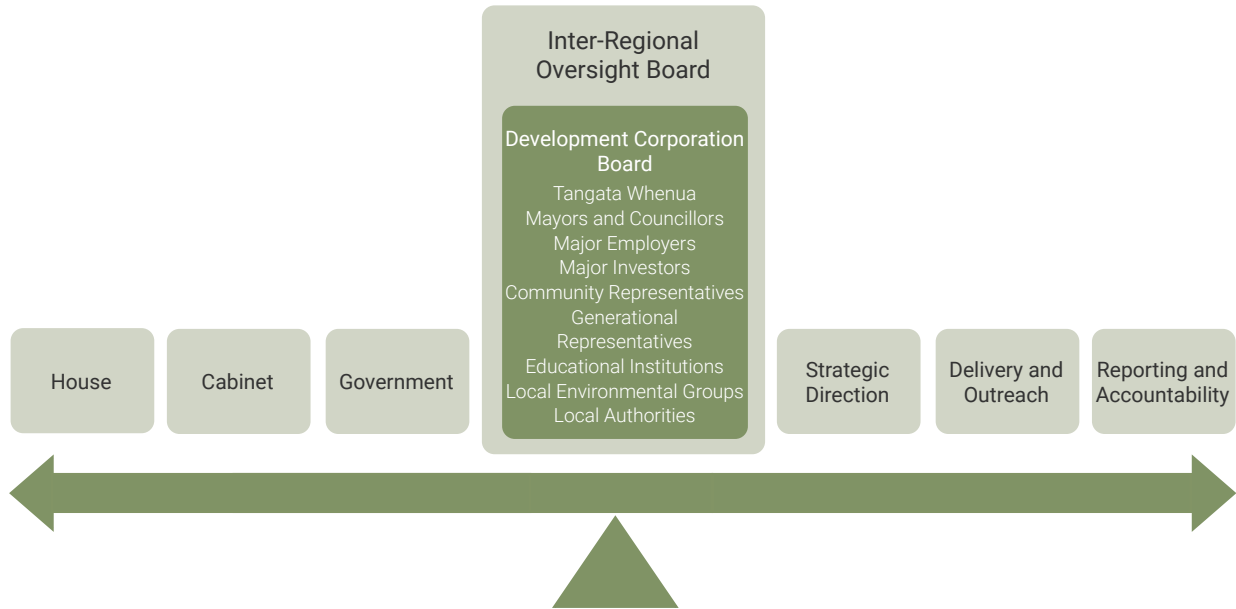 Inter-Regional
Oversight Board
Development Corporation
Board
Tangata Whenua
Mayors and Councillors
Major Employers
Major Investors
Community Representatives
Generational
Representatives
Educational Institutions
Local Environmental Groups
Local Authorities
House
Cabinet
Government
Strategic
Direction
Delivery and
Outreach
Reporting and
Accountability